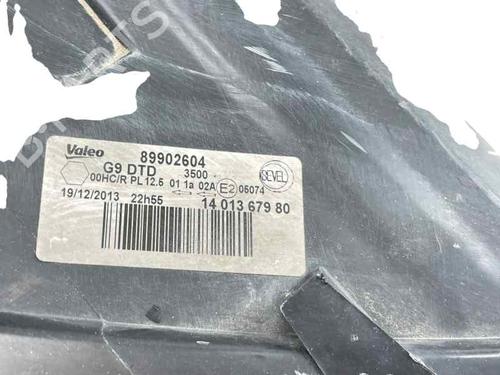 Valeo
89902604
G9 DTD 3500
00HC/R PL 12.5 01 1a 02A E2 05074
SEVEL
19/12/2013 22h55
14 013 679 80